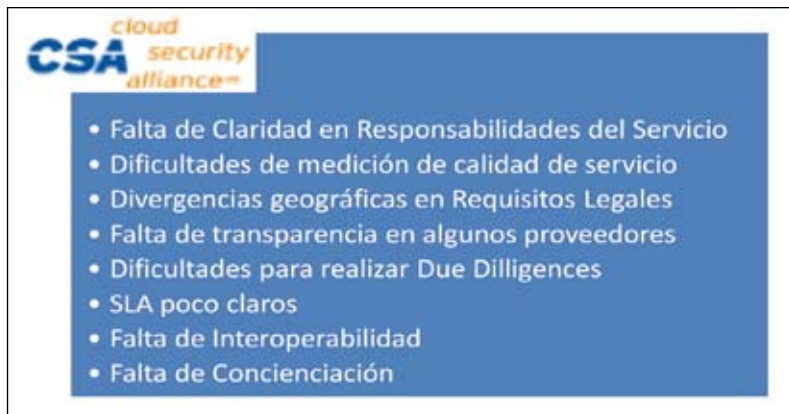 cloud
CSA security
alliance℠
• Falta de Claridad en Responsabilidades del Servicio
• Dificultades de medición de calidad de servicio
• Divergencias geográficas en Requisitos Legales
• Falta de transparencia en algunos proveedores
• Dificultades para realizar Due Dilligences
• SLA poco claros
• Falta de Interoperabilidad
• Falta de Concienciación